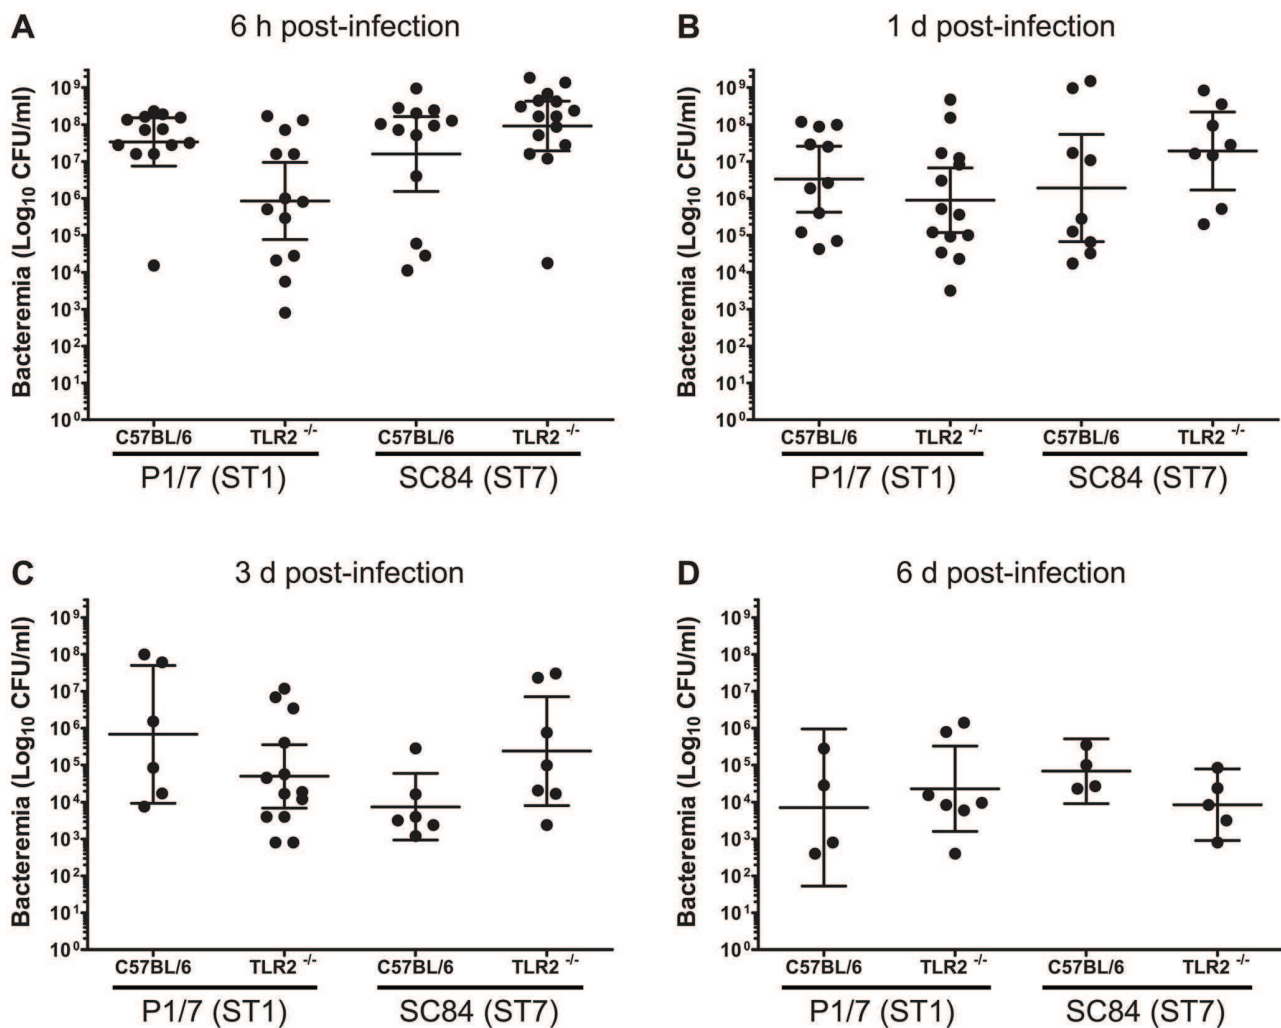 A 6 h post-infection
Bacteremia (Log₁₀ CFU/ml)
10⁹
10⁸
10⁷
10⁶
10⁵
10⁴
10³
10²
10¹
10⁰
C57BL/6 TLR2 -/- C57BL/6 TLR2 -/-
P1/7 (ST1) SC84 (ST7)
B 1 d post-infection
Bacteremia (Log₁₀ CFU/ml)
10⁹
10⁸
10⁷
10⁶
10⁵
10⁴
10³
10²
10¹
10⁰
C57BL/6 TLR2 -/- C57BL/6 TLR2 -/-
P1/7 (ST1) SC84 (ST7)
C 3 d post-infection
Bacteremia (Log₁₀ CFU/ml)
10⁹
10⁸
10⁷
10⁶
10⁵
10⁴
10³
10²
10¹
10⁰
C57BL/6 TLR2 -/- C57BL/6 TLR2 -/-
P1/7 (ST1) SC84 (ST7)
D 6 d post-infection
Bacteremia (Log₁₀ CFU/ml)
10⁹
10⁸
10⁷
10⁶
10⁵
10⁴
10³
10²
10¹
10⁰
C57BL/6 TLR2 -/- C57BL/6 TLR2 -/-
P1/7 (ST1) SC84 (ST7)